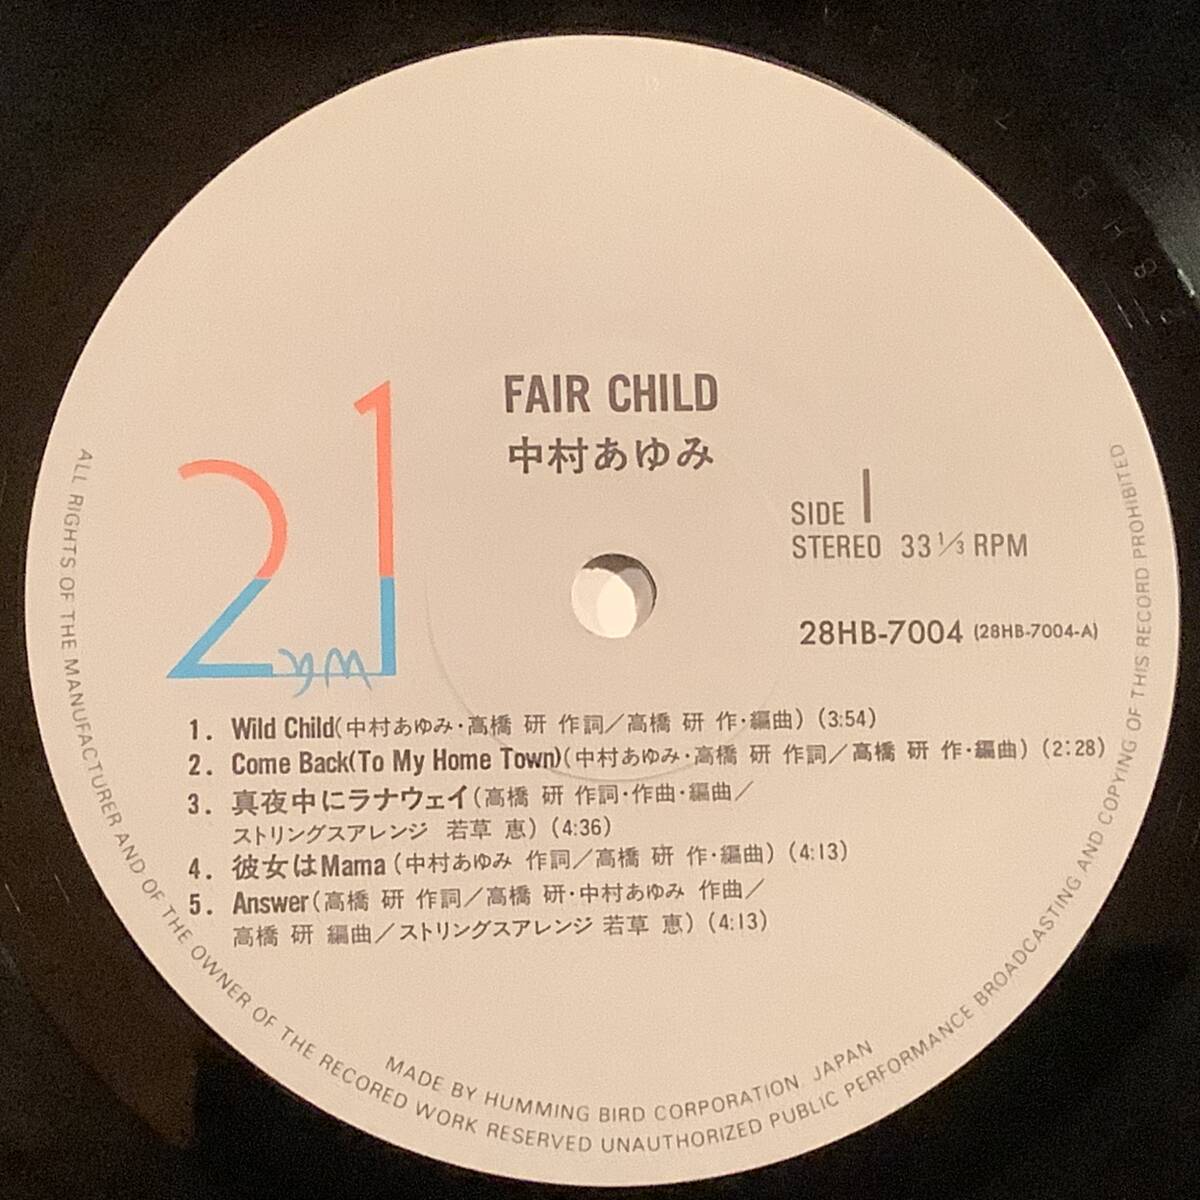 FAIR CHILD
中村あゆみ
21
SIDE 1
STEREO 33 1/3 RPM
28HB-7004 (28HB-7004-A)
1. Wild Child(中村あゆみ・高橋 研 作詞/高橋 研 作・編曲) (3:54)
2. Come Back(To My Home Town)(中村あゆみ・高橋 研 作詞/高橋 研 作・編曲) (2:28)
3. 真夜中にラナウェイ(高橋 研 作詞・作曲・編曲/
ストリングスアレンジ 若草 恵) (4:36)
4. 彼女はMama (中村あゆみ 作詞/高橋 研 作・編曲) (4:13)
5. Answer(高橋 研 作詞/高橋 研・中村あゆみ 作曲/
高橋 研 編曲/ストリングスアレンジ 若草 恵) (4:13)
MADE BY HUMMING BIRD CORPORATION JAPAN
ALL RIGHTS OF THE MANUFACTURER AND OF THE OWNER OF THE RECORED WORK RESERVED UNAUTHORIZED PUBLIC PERFORMANCE BROADCASTING AND COPYING OF THIS RECORD PROHIBITED